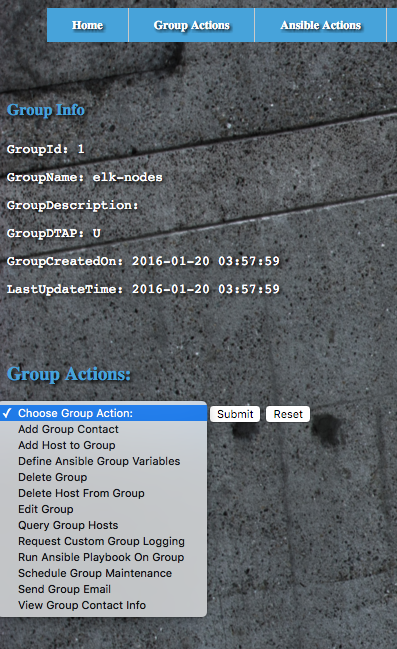 Home Group Actions Ansible Actions
Group Info
GroupId: 1
GroupName: elk-nodes
GroupDescription:
GroupDTAP: U
GroupCreatedOn: 2016-01-20 03:57:59
LastUpdateTime: 2016-01-20 03:57:59
Group Actions:
✓ Choose Group Action: Submit Reset
Add Group Contact
Add Host to Group
Define Ansible Group Variables
Delete Group
Delete Host From Group
Edit Group
Query Group Hosts
Request Custom Group Logging
Run Ansible Playbook On Group
Schedule Group Maintenance
Send Group Email
View Group Contact Info